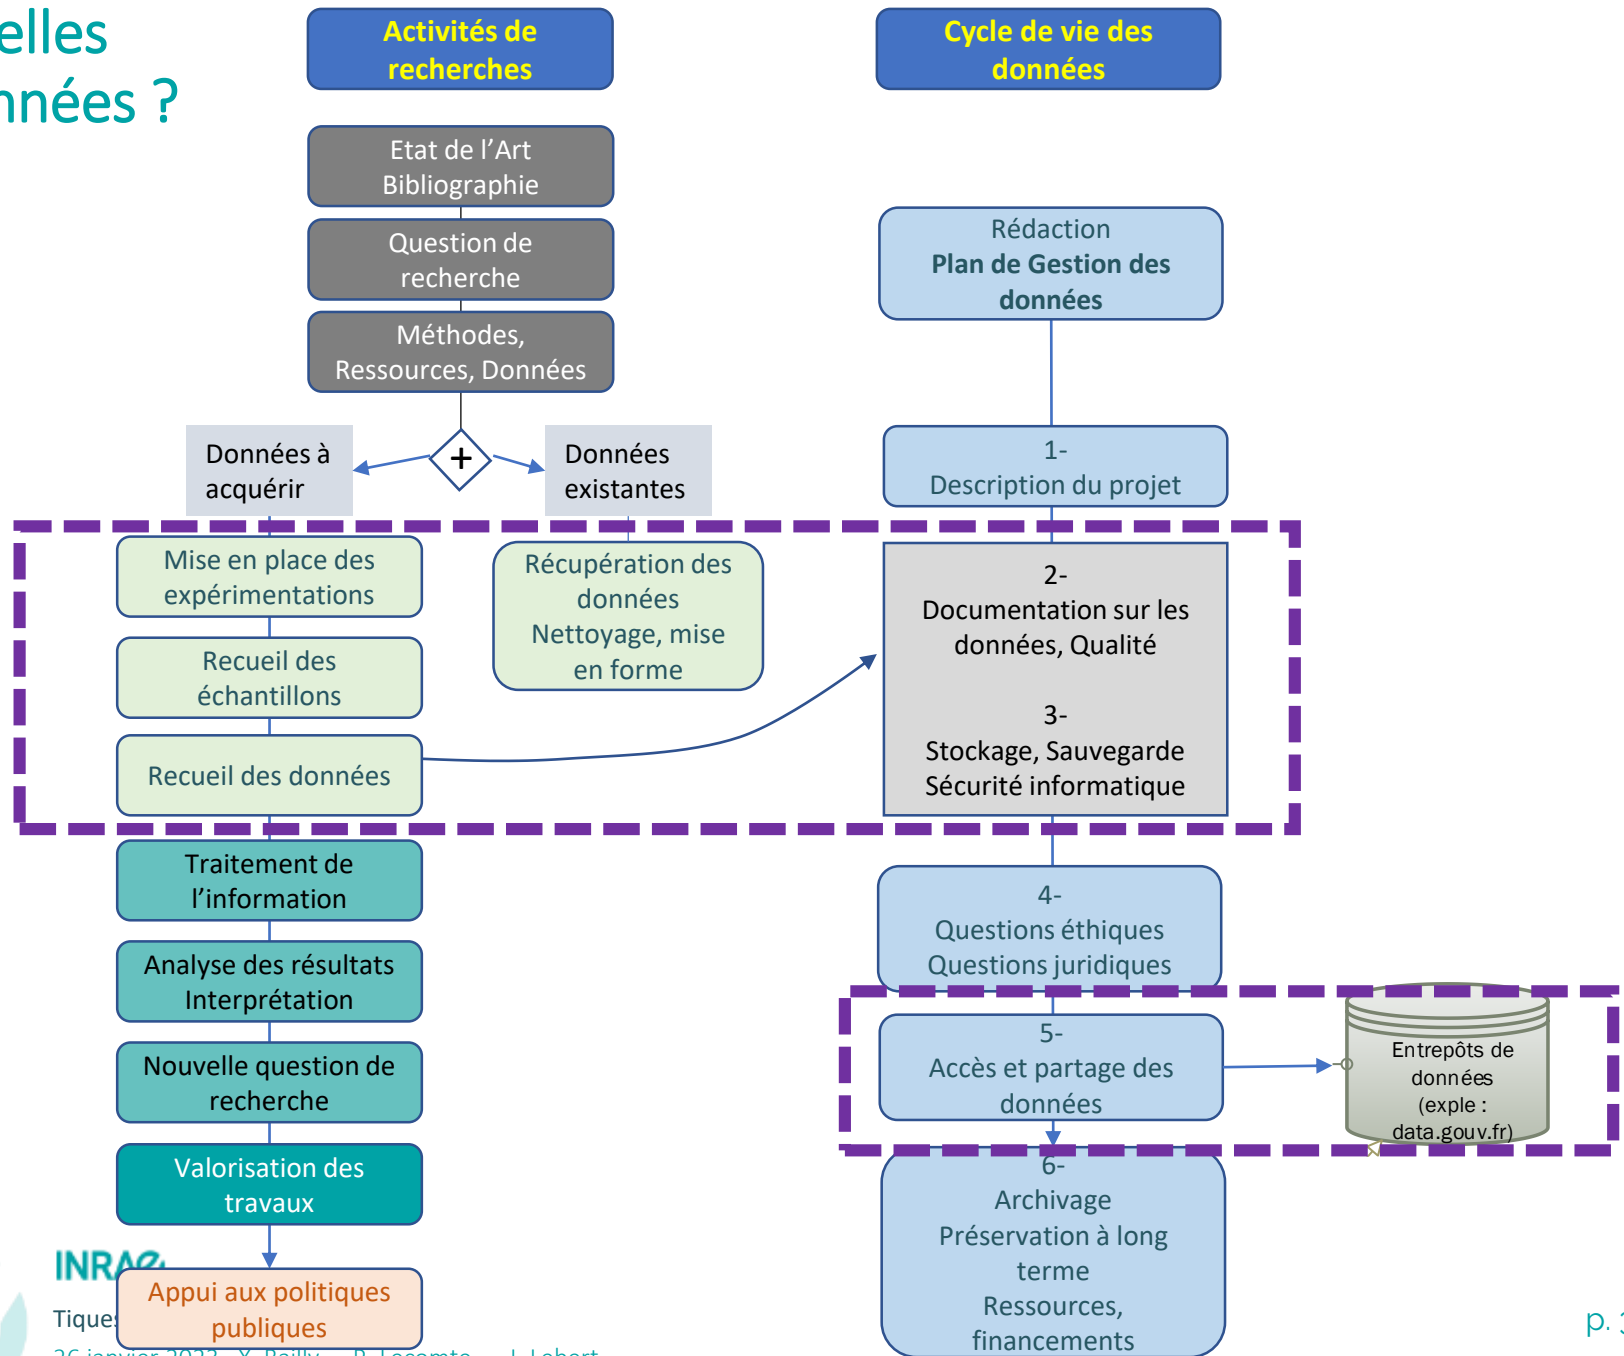 elles
nnées ?
Activités de
recherches
Cycle de vie des
données
Etat de l'Art
Bibliographie
Question de
recherche
Méthodes,
Ressources, Données
Données à
acquérir
+
Données
existantes
Mise en place des
expérimentations
Recueil des
échantillons
Recueil des données
Récupération des
données
Nettoyage, mise
en forme
Traitement de
l'information
Analyse des résultats
Interprétation
Nouvelle question de
recherche
Valorisation des
travaux
Appui aux politiques
publiques
Rédaction
Plan de Gestion des
données
1-
Description du projet
2-
Documentation sur les
données, Qualité
3-
Stockage, Sauvegarde
Sécurité informatique
4-
Questions éthiques
Questions juridiques
5-
Accès et partage des
données
Entrepôts de
données
(exple :
data.gouv.fr)
6-
Archivage
Préservation à long
terme
Ressources,
financements
INRAE
Tiques
p. 3